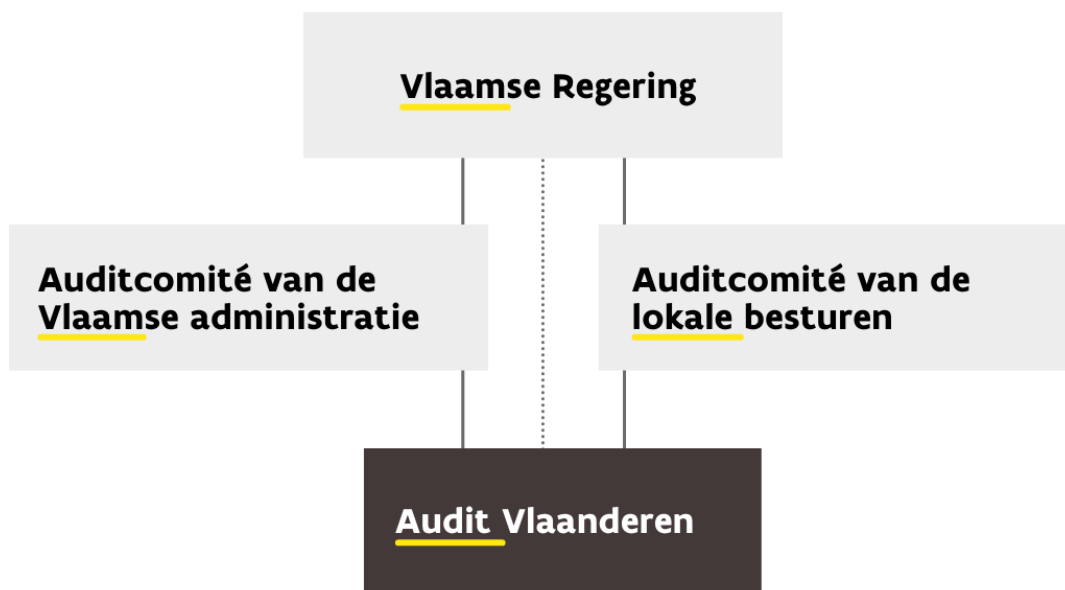 Vlaamse Regering
Auditcomité van de
Vlaamse administratie
Auditcomité van de
lokale besturen
Audit Vlaanderen